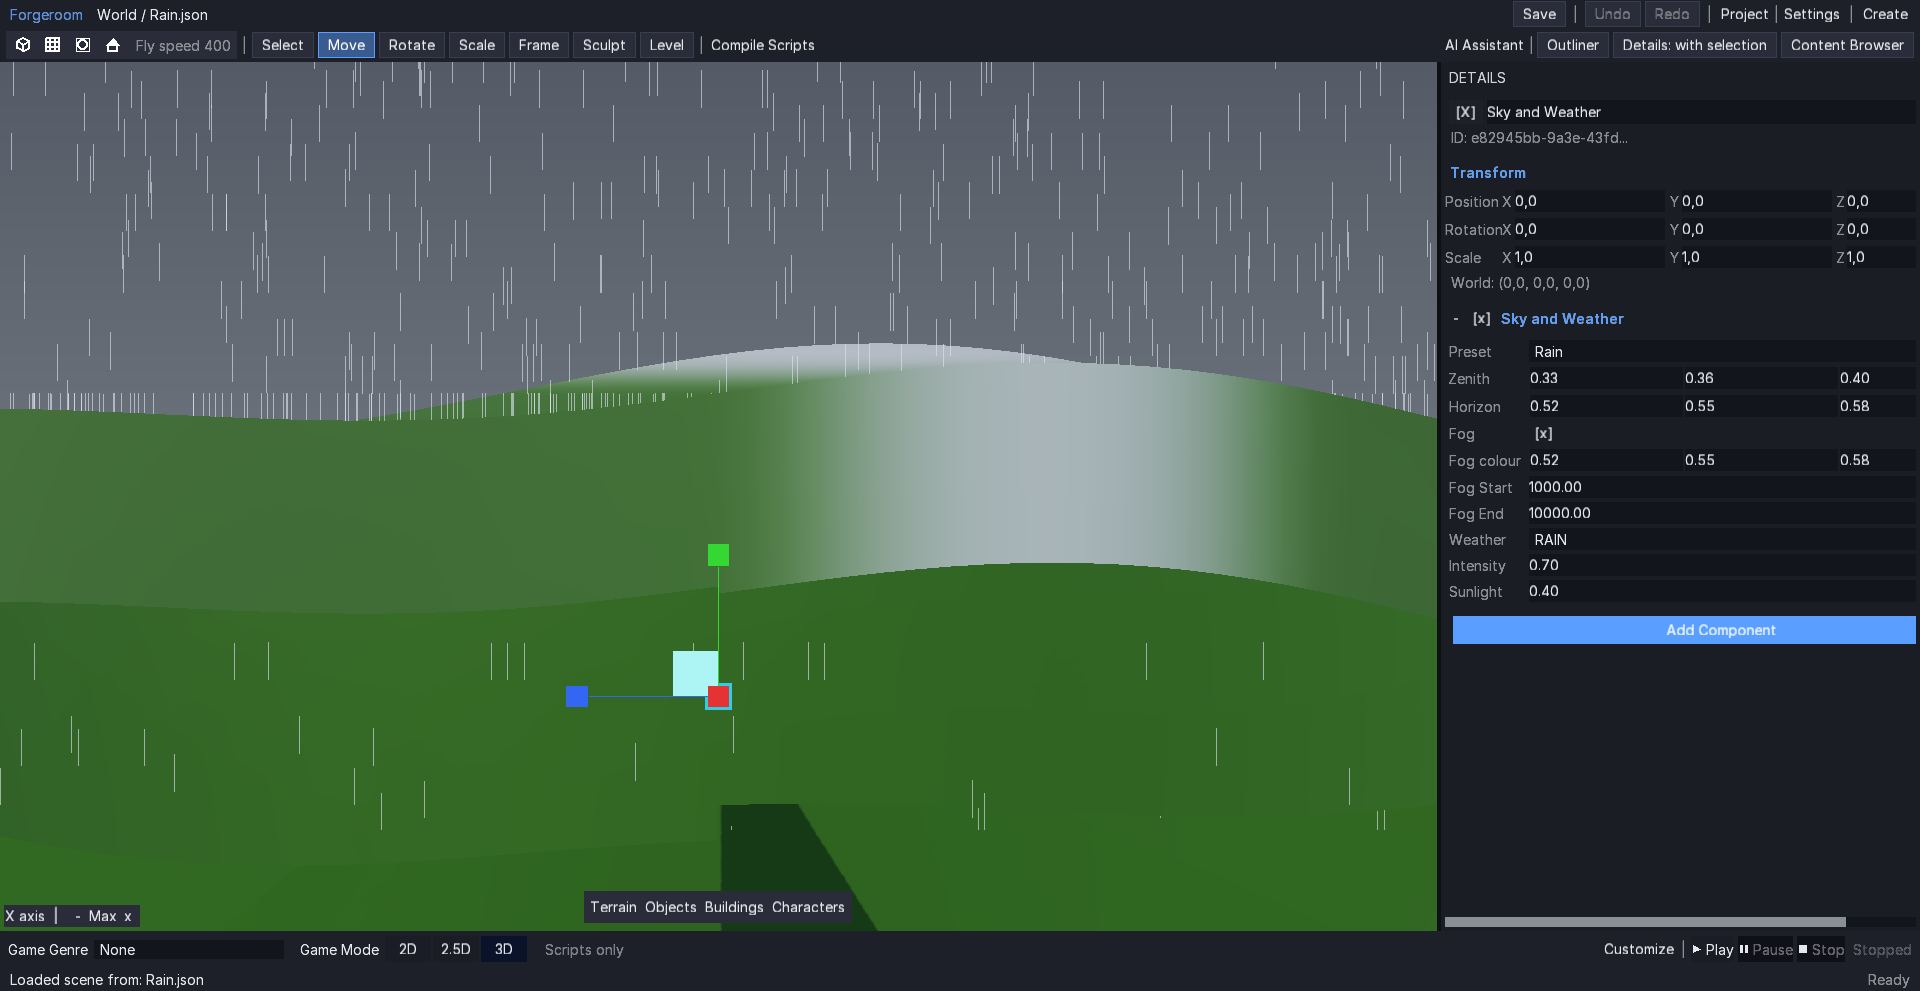 Forgeroom World / Rain.json Save | Undo Redo | Project | Settings | Create
Fly speed 400 | Select Move Rotate Scale Frame Sculpt Level | Compile Scripts AI Assistant | Outliner Details: with selection Content Browser
DETAILS
[X] Sky and Weather
ID: e82945bb-9a3e-43fd...
Transform
Position X 0,0 Y 0,0 Z 0,0
Rotation X 0,0 Y 0,0 Z 0,0
Scale X 1,0 Y 1,0 Z 1,0
World: (0,0, 0,0, 0,0)
- [x] Sky and Weather
Preset Rain
Zenith 0.33 0.36 0.40
Horizon 0.52 0.55 0.58
Fog [x]
Fog colour 0.52 0.55 0.58
Fog Start 1000.00
Fog End 10000.00
Weather RAIN
Intensity 0.70
Sunlight 0.40
Add Component
Terrain Objects Buildings Characters
X axis | - Max x
Game Genre None Game Mode 2D 2.5D 3D Scripts only Customize | Play Pause Stop Stopped
Loaded scene from: Rain.json Ready